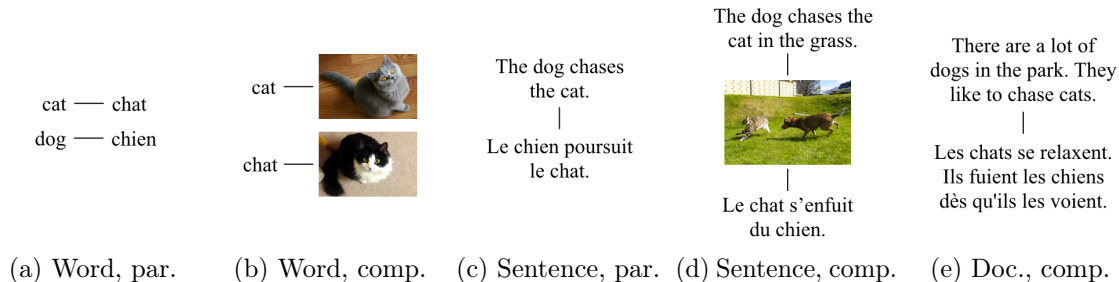 cat chat
dog chien
(a) Word, par.
cat
chat
(b) Word, comp.
The dog chases
the cat.
Le chien poursuit
le chat.
(c) Sentence, par.
The dog chases the
cat in the grass.
Le chat s'enfuit
du chien.
(d) Sentence, comp.
There are a lot of
dogs in the park. They
like to chase cats.
Les chats se relaxent.
Ils fuient les chiens
dès qu'ils les voient.
(e) Doc., comp.